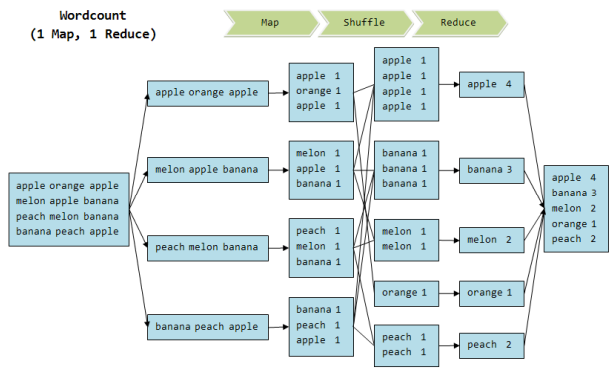 Wordcount
(1 Map, 1 Reduce)
Map
Shuffle
Reduce
apple orange apple
melon apple banana
peach melon banana
banana peach apple
apple orange apple
melon apple banana
peach melon banana
banana peach apple
apple 1
orange 1
apple 1
melon 1
apple 1
banana 1
peach 1
melon 1
banana 1
banana 1
peach 1
apple 1
apple 1
apple 1
apple 1
apple 1
banana 1
banana 1
banana 1
melon 1
melon 1
orange 1
peach 1
peach 1
apple 4
banana 3
melon 2
orange 1
peach 2
apple 4
banana 3
melon 2
orange 1
peach 2